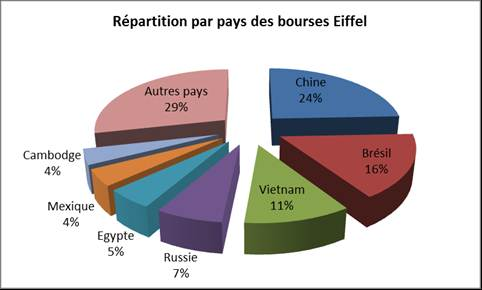 Répartition par pays des bourses Eiffel
Chine
24%
Brésil
16%
Vietnam
11%
Russie
7%
Egypte
5%
Mexique
4%
Cambodge
4%
Autres pays
29%